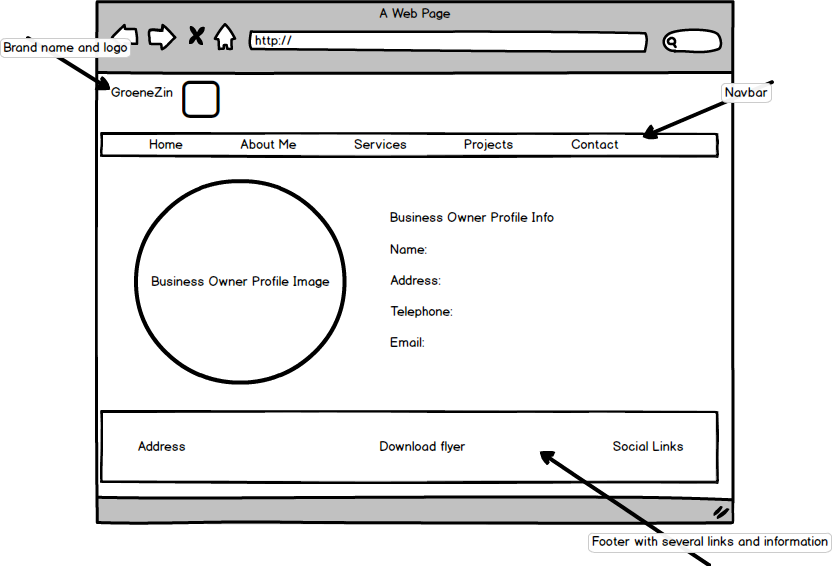 A Web Page
http://
Brand name and logo
GroeneZin
Navbar
Home About Me Services Projects Contact
Business Owner Profile Image
Business Owner Profile Info
Name:
Address:
Telephone:
Email:
Address Download flyer Social Links
Footer with several links and information